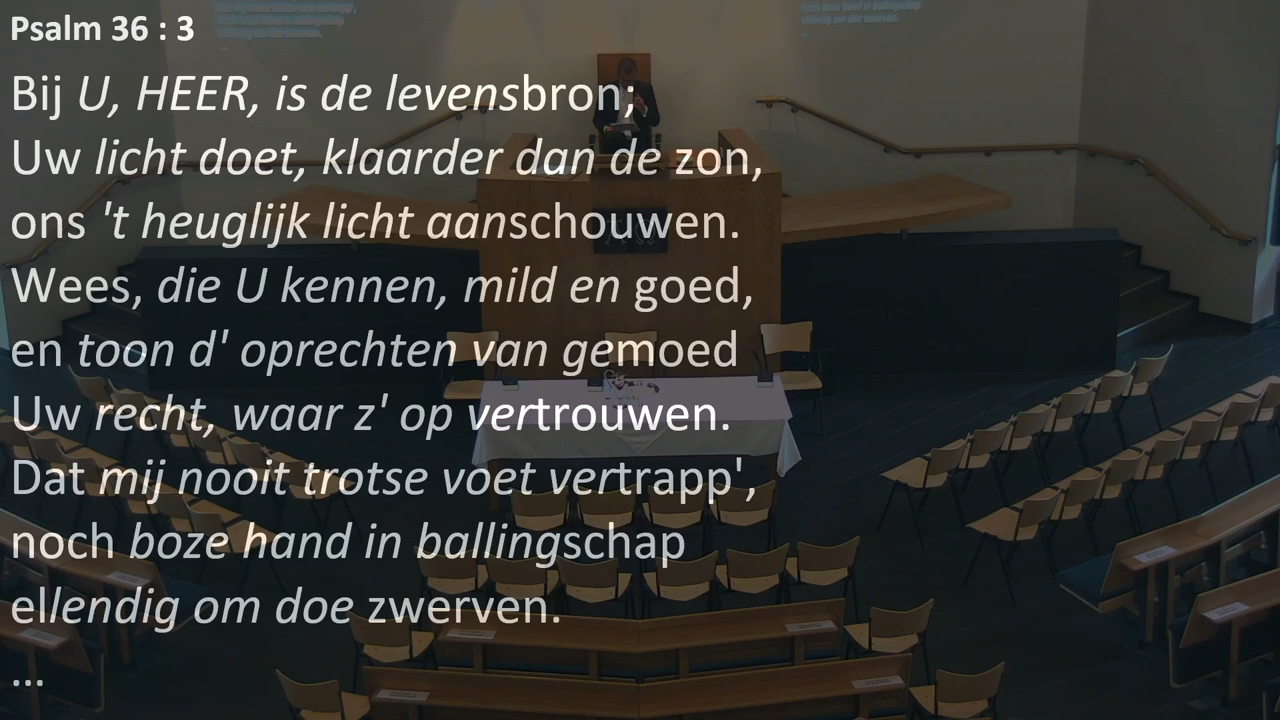 Psalm 36 : 3
Bij U, HEER, is de levensbron;
Uw licht doet, klaarder dan de zon,
ons 't heuglijk licht aanschouwen.
Wees, die U kennen, mild en goed,
en toon d' oprechten van gemoed
Uw recht, waar z' op vertrouwen.
Dat mij nooit trotse voet vertrapp',
noch boze hand in ballingschap
ellendig om doe zwerven.
...